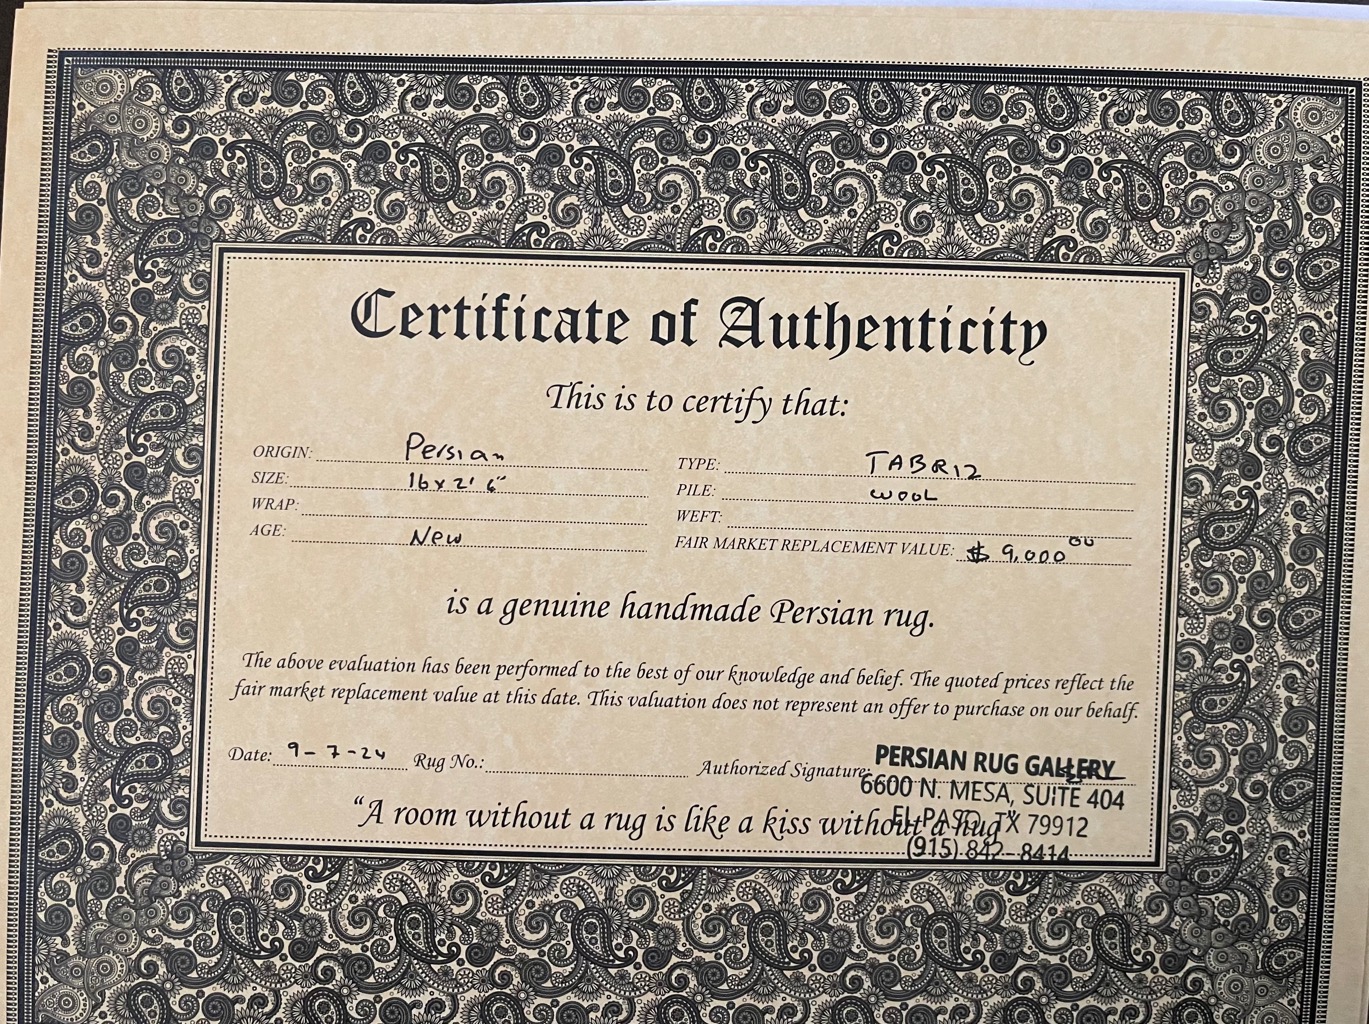 Certificate of Authenticity
This is to certify that:
ORIGIN: Persian
SIZE: 16 x 2' 6"
WRAP:
AGE: New
TYPE: TABRIZ
PILE: WOOL
WEFT:
FAIR MARKET REPLACEMENT VALUE: $ 9,000 00
is a genuine handmade Persian rug.
The above evaluation has been performed to the best of our knowledge and belief. The quoted prices reflect the
fair market replacement value at this date. This valuation does not represent an offer to purchase on our behalf.
Date: 9-7-24 Rug No.: Authorized Signature:
PERSIAN RUG GALLERY
6600 N. MESA, SUITE 404
EL PASO, TX 79912
(915) 842-8414
"A room without a rug is like a kiss without a hug"